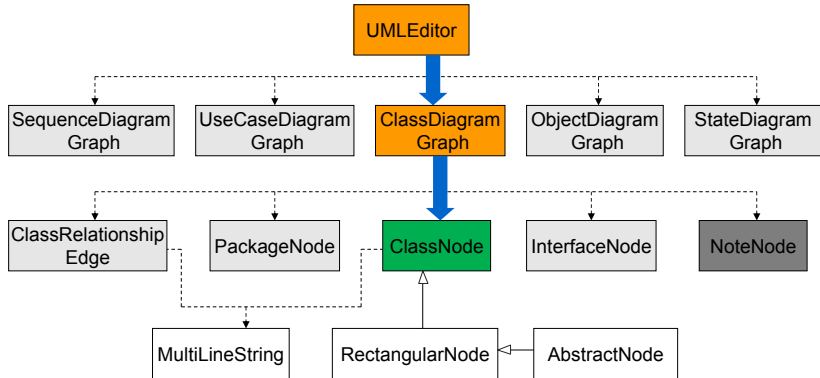 UMLEditor
SequenceDiagram
Graph
UseCaseDiagram
Graph
ClassDiagram
Graph
ObjectDiagram
Graph
StateDiagram
Graph
ClassRelationship
Edge
PackageNode
ClassNode
InterfaceNode
NoteNode
MultiLineString
RectangularNode
AbstractNode